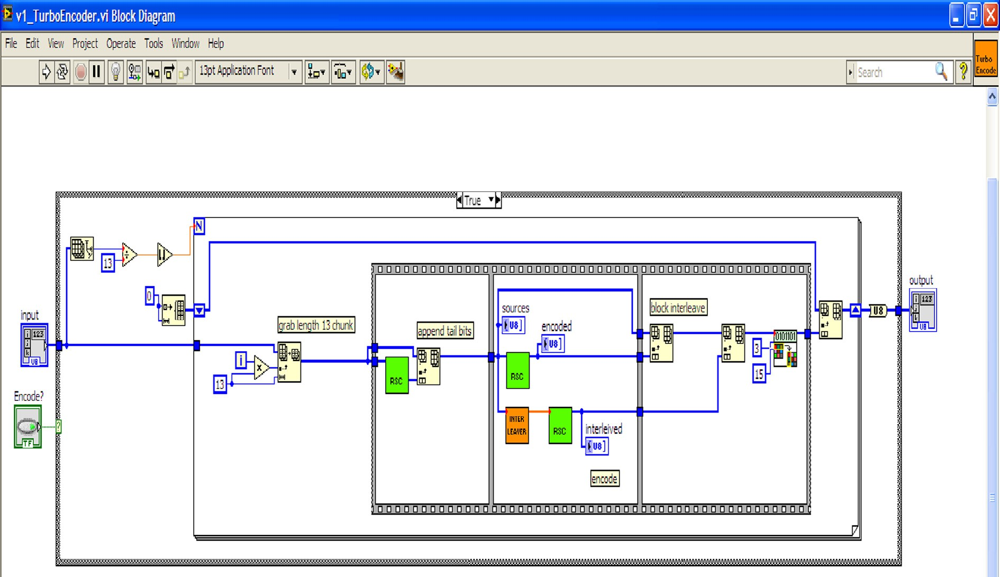 v1_TurboEncoder.vi Block Diagram
File Edit View Project Operate Tools Window Help
13pt Application Font
Search
?
Turbo
Encode
True
N
13
0
input
123
U8
grab length 13 chunk
i
x
13
Encode?
TF
?
RSC
append tail bits
sources
U8
encoded
U8
RSC
INTER
LEAVER
RSC
interleived
U8
encode
block interleave
0101101
3
15
U8
output
123
U8